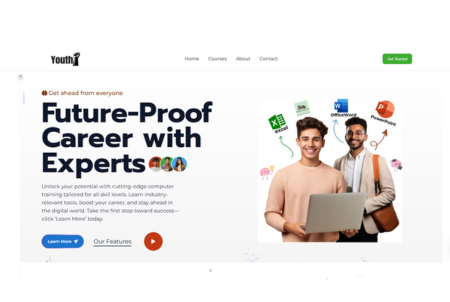 Youth
Home Courses About Contact
Get Started
Get ahead from everyone
Future-Proof
Career with
Experts
Unlock your potential with cutting-edge computer
training tailored for all skill levels. Learn industry-
relevant tools, boost your career, and stay ahead in
the digital world. Take the first step toward success—
click 'Learn More' today.
Learn More
Our Features
excel
OfficeWord
PowerPoint
W
P